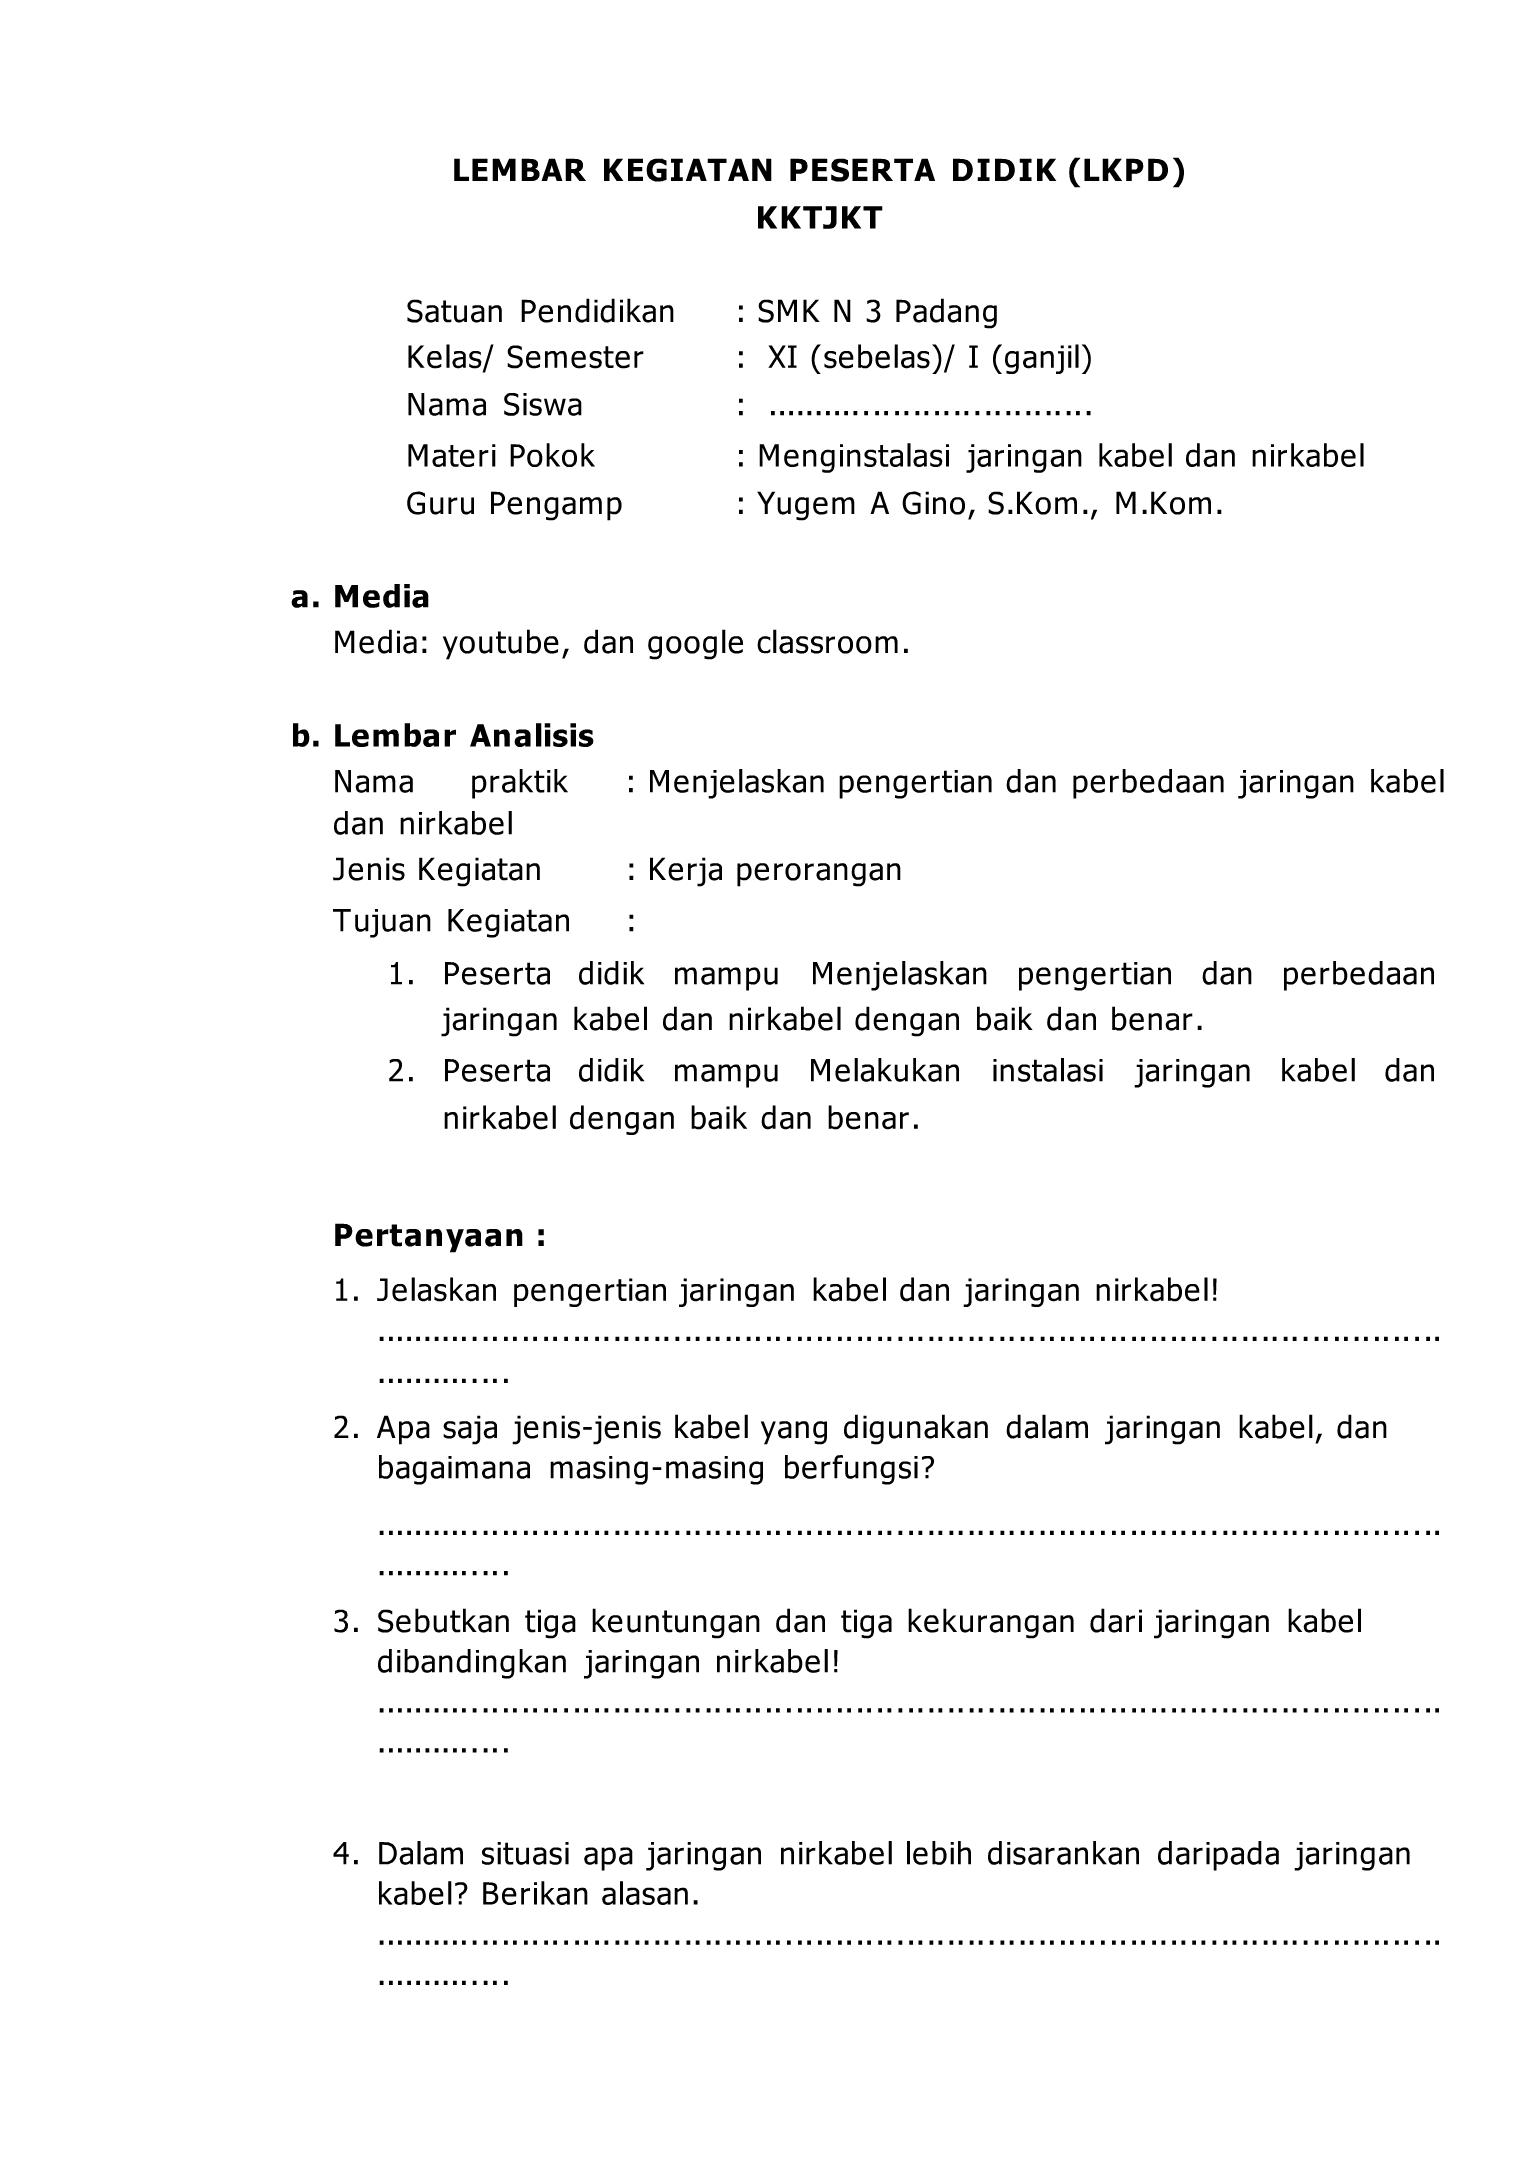 LEMBAR KEGIATAN PESERTA DIDIK (LKPD)
KKTJKT
Satuan Pendidikan : SMK N 3 Padang
Kelas/ Semester : XI (sebelas)/ I (ganjil)
Nama Siswa : ................................
Materi Pokok : Menginstalasi jaringan kabel dan nirkabel
Guru Pengamp : Yugem A Gino, S.Kom., M.Kom.
a. Media
Media: youtube, dan google classroom.
b. Lembar Analisis
Nama praktik : Menjelaskan pengertian dan perbedaan jaringan kabel
dan nirkabel
Jenis Kegiatan : Kerja perorangan
Tujuan Kegiatan :
1. Peserta didik mampu Menjelaskan pengertian dan perbedaan
jaringan kabel dan nirkabel dengan baik dan benar.
2. Peserta didik mampu Melakukan instalasi jaringan kabel dan
nirkabel dengan baik dan benar.
Pertanyaan :
1. Jelaskan pengertian jaringan kabel dan jaringan nirkabel!
..........................................................................................................
..............
2. Apa saja jenis-jenis kabel yang digunakan dalam jaringan kabel, dan
bagaimana masing-masing berfungsi?
..........................................................................................................
..............
3. Sebutkan tiga keuntungan dan tiga kekurangan dari jaringan kabel
dibandingkan jaringan nirkabel!
..........................................................................................................
..............
4. Dalam situasi apa jaringan nirkabel lebih disarankan daripada jaringan
kabel? Berikan alasan.
..........................................................................................................
..............